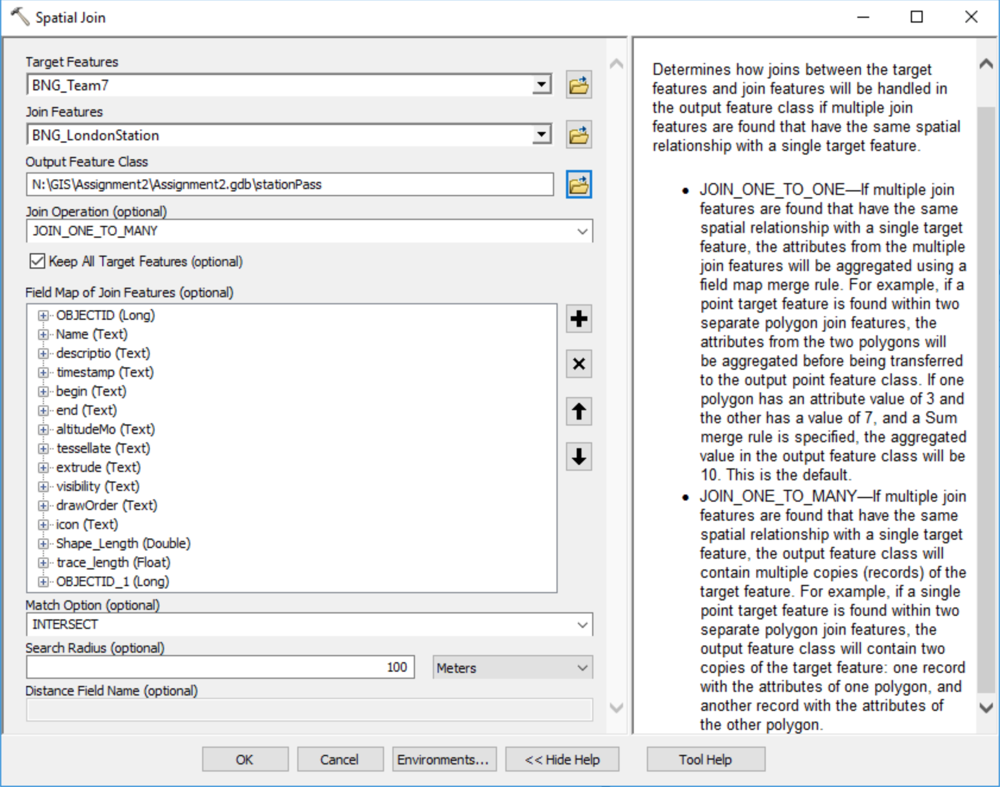 Spatial Join
Target Features
BNG_Team7
Join Features
BNG_LondonStation
Output Feature Class
N:\GIS\Assignment2\Assignment2.gdb\stationPass
Join Operation (optional)
JOIN_ONE_TO_MANY
Keep All Target Features (optional)
Field Map of Join Features (optional)
OBJECTID (Long)
Name (Text)
descriptio (Text)
timestamp (Text)
begin (Text)
end (Text)
altitudeMo (Text)
tessellate (Text)
extrude (Text)
visibility (Text)
drawOrder (Text)
icon (Text)
Shape_Length (Double)
trace_length (Float)
OBJECTID_1 (Long)
Match Option (optional)
INTERSECT
Search Radius (optional)
100
Meters
Distance Field Name (optional)
Determines how joins between the target
features and join features will be handled in
the output feature class if multiple join
features are found that have the same spatial
relationship with a single target feature.
• JOIN_ONE_TO_ONE—If multiple join
features are found that have the same
spatial relationship with a single target
feature, the attributes from the multiple
join features will be aggregated using a
field map merge rule. For example, if a
point target feature is found within two
separate polygon join features, the
attributes from the two polygons will
be aggregated before being transferred
to the output point feature class. If one
polygon has an attribute value of 3 and
the other has a value of 7, and a Sum
merge rule is specified, the aggregated
value in the output feature class will be
10. This is the default.
• JOIN_ONE_TO_MANY—If multiple join
features are found that have the same
spatial relationship with a single target
feature, the output feature class will
contain multiple copies (records) of the
target feature. For example, if a single
point target feature is found within two
separate polygon join features, the
output feature class will contain two
copies of the target feature: one record
with the attributes of one polygon, and
another record with the attributes of
the other polygon.
OK
Cancel
Environments...
<< Hide Help
Tool Help